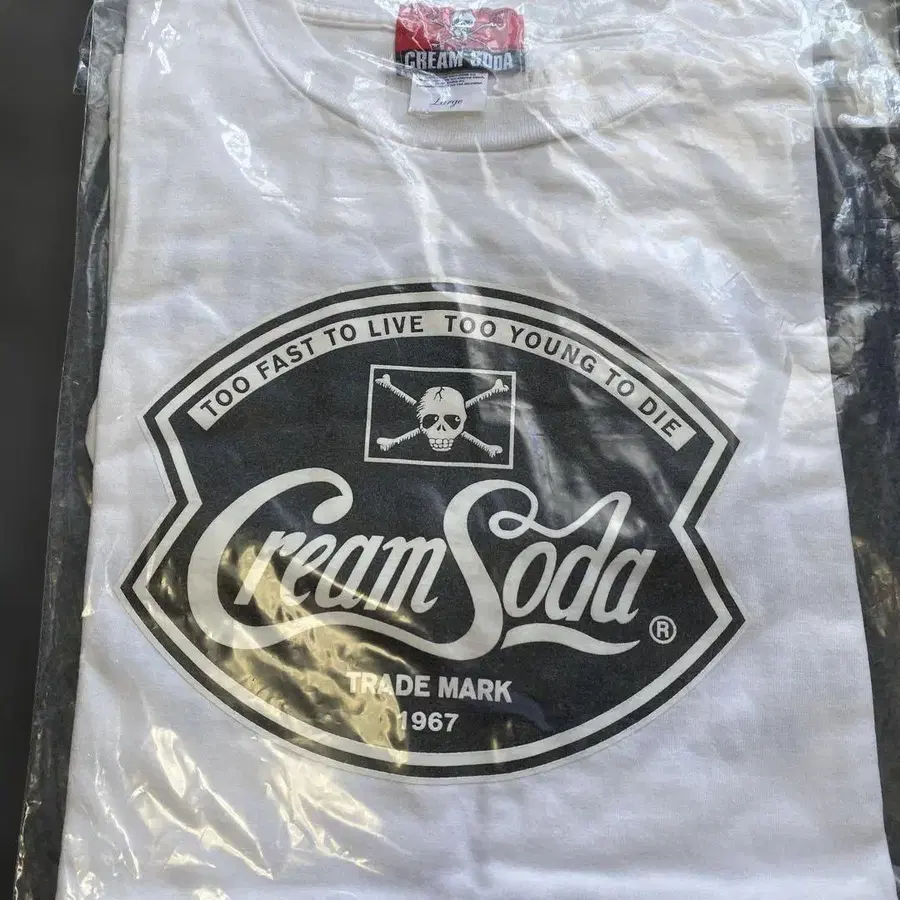 CREAM SODA
Large
TOO FAST TO LIVE TOO YOUNG TO DIE
Cream Soda ®
TRADE MARK
1967